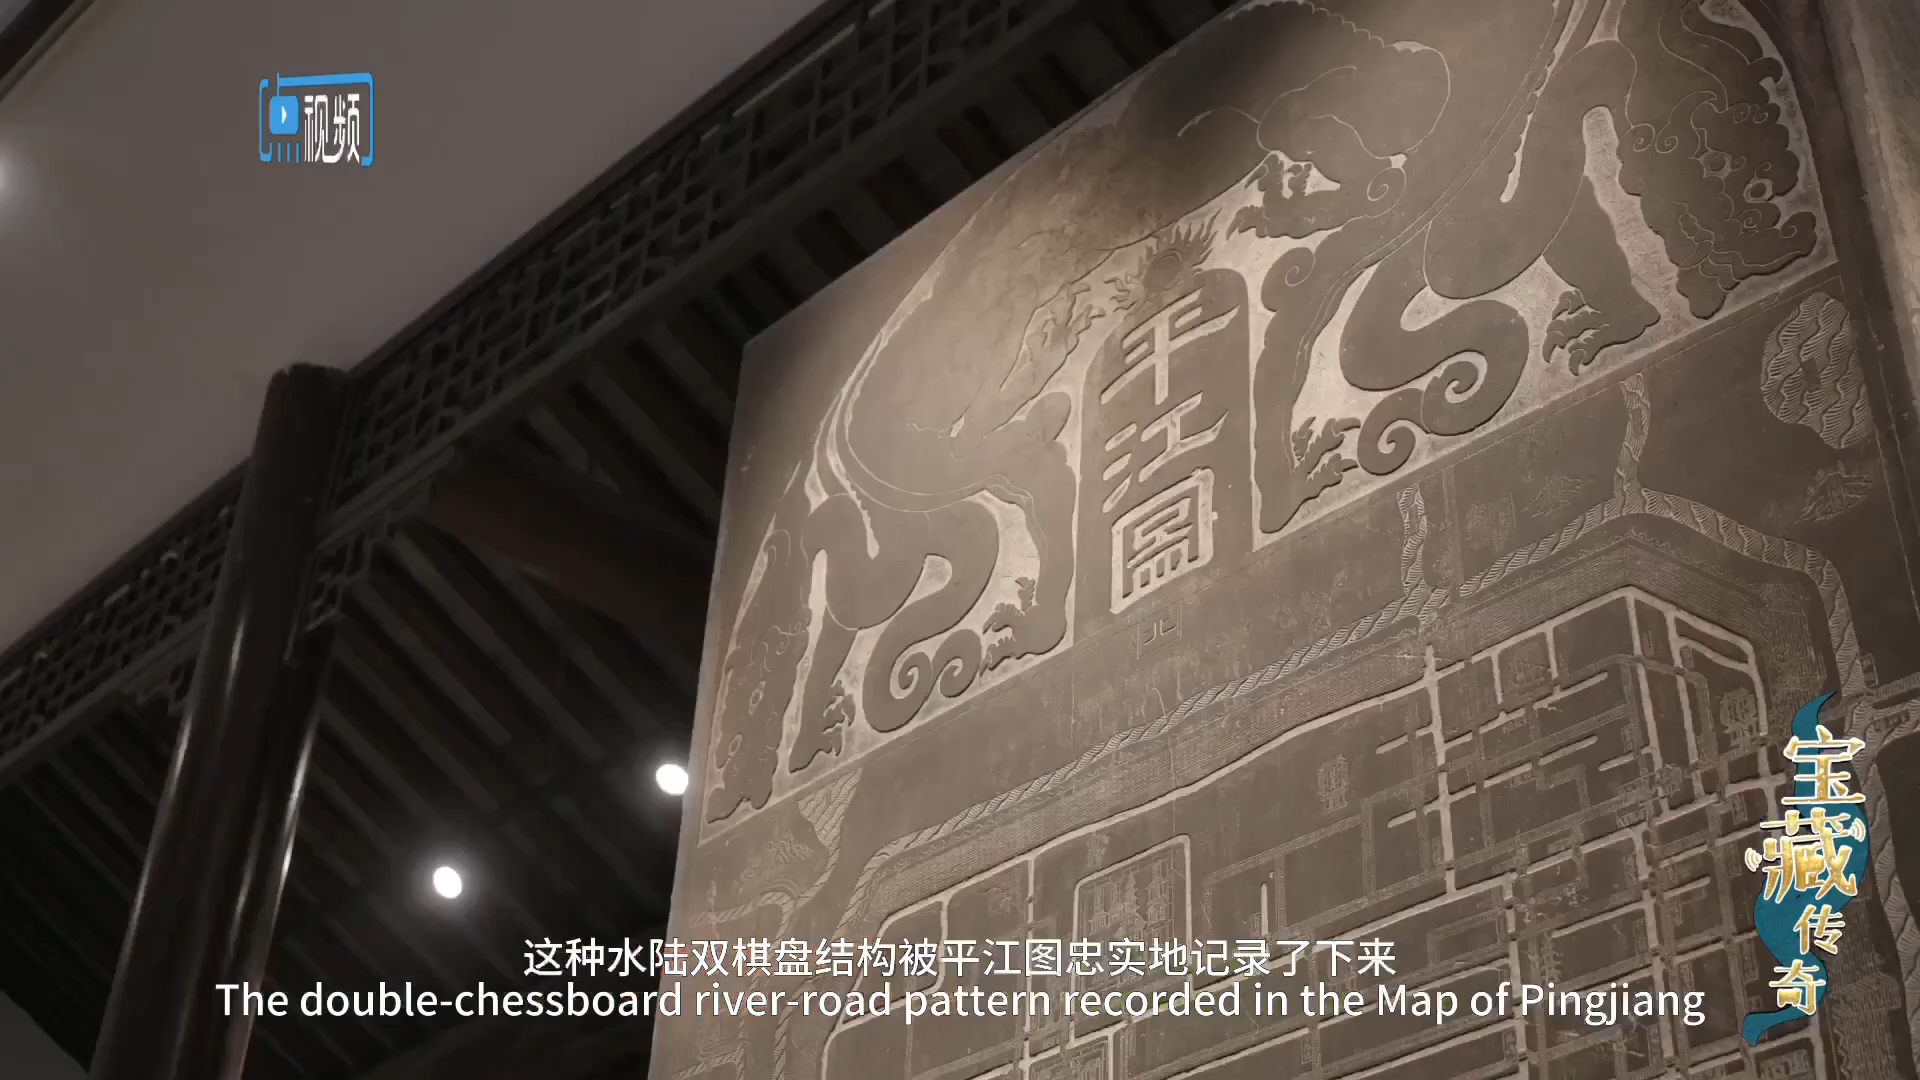 视频
平江图
北
宝藏传奇
这种水陆双棋盘结构被平江图忠实地记录了下来
The double-chessboard river-road pattern recorded in the Map of Pingjiang